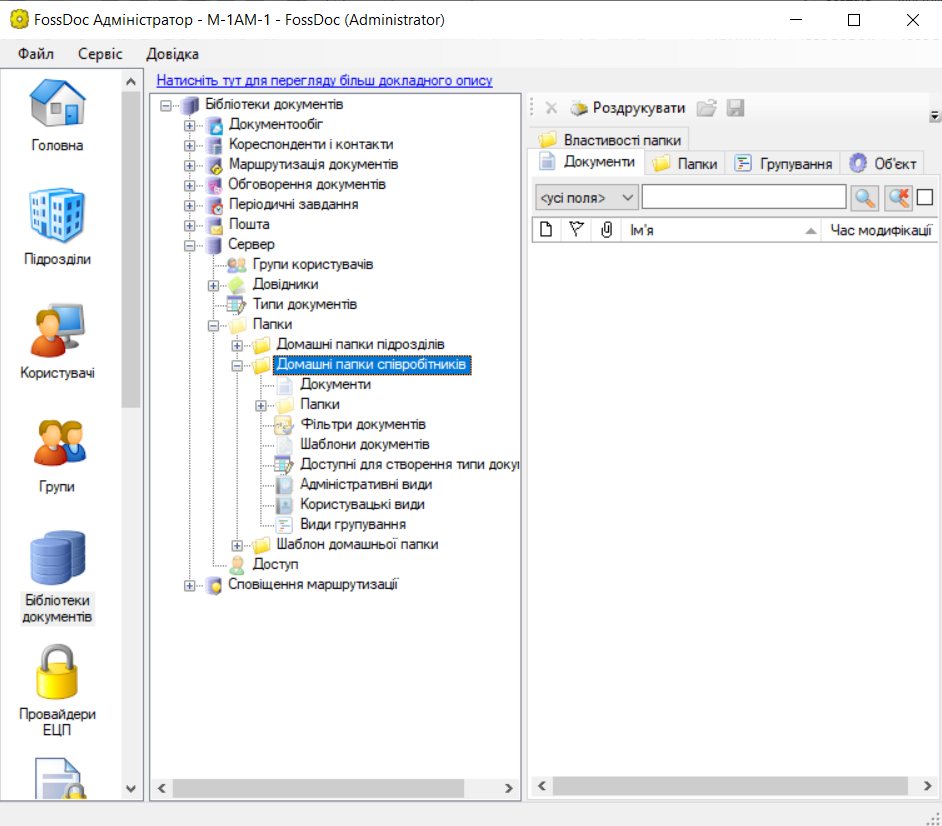 FossDoc Адміністратор - M-1AM-1 - FossDoc (Administrator)
Файл Сервіс Довідка
Головна
Підрозділи
Користувачі
Групи
Бібліотеки
документів
Провайдери
ЕЦП
Натисніть тут для перегляду більш докладного опису
Бібліотеки документів
Документообіг
Кореспонденти і контакти
Маршрутизація документів
Обговорення документів
Періодичні завдання
Пошта
Сервер
Групи користувачів
Довідники
Типи документів
Папки
Домашні папки підрозділів
Домашні папки співробітників
Документи
Папки
Фільтри документів
Шаблони документів
Доступні для створення типи доку
Адміністративні види
Користувацькі види
Види групування
Шаблон домашньої папки
Доступ
Сповіщення маршрутизації
Роздрукувати
Властивості папки
Документи Папки Групування Об'єкт
<усі поля>
Ім'я Час модифікації